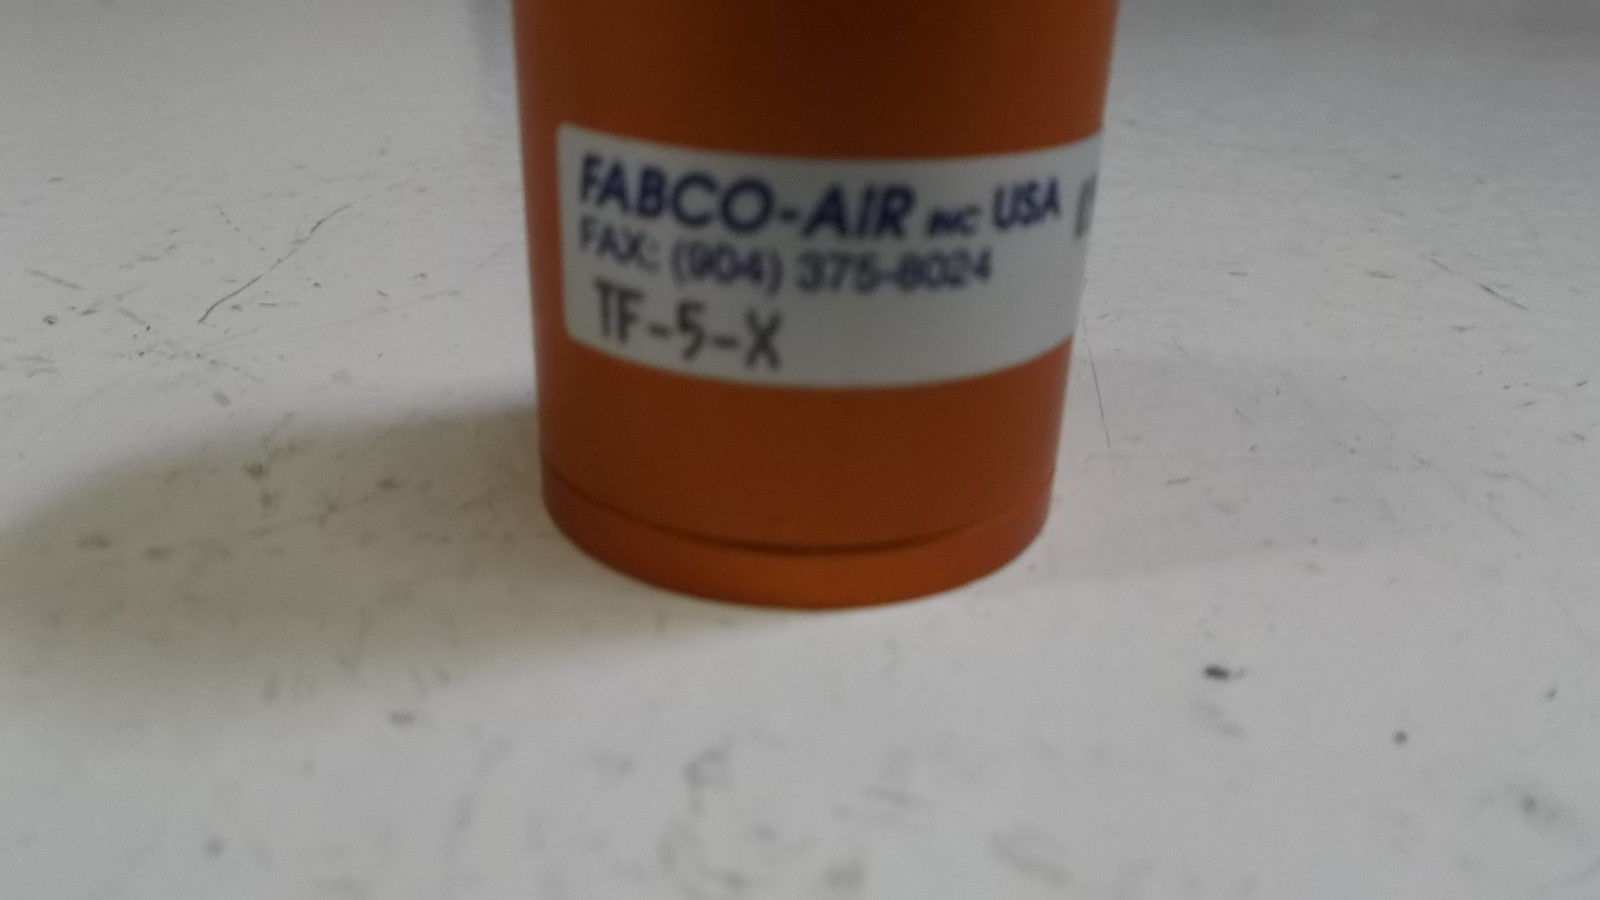 FABCO-AIR INC USA
FAX: (904) 375-8024
TF-5-X